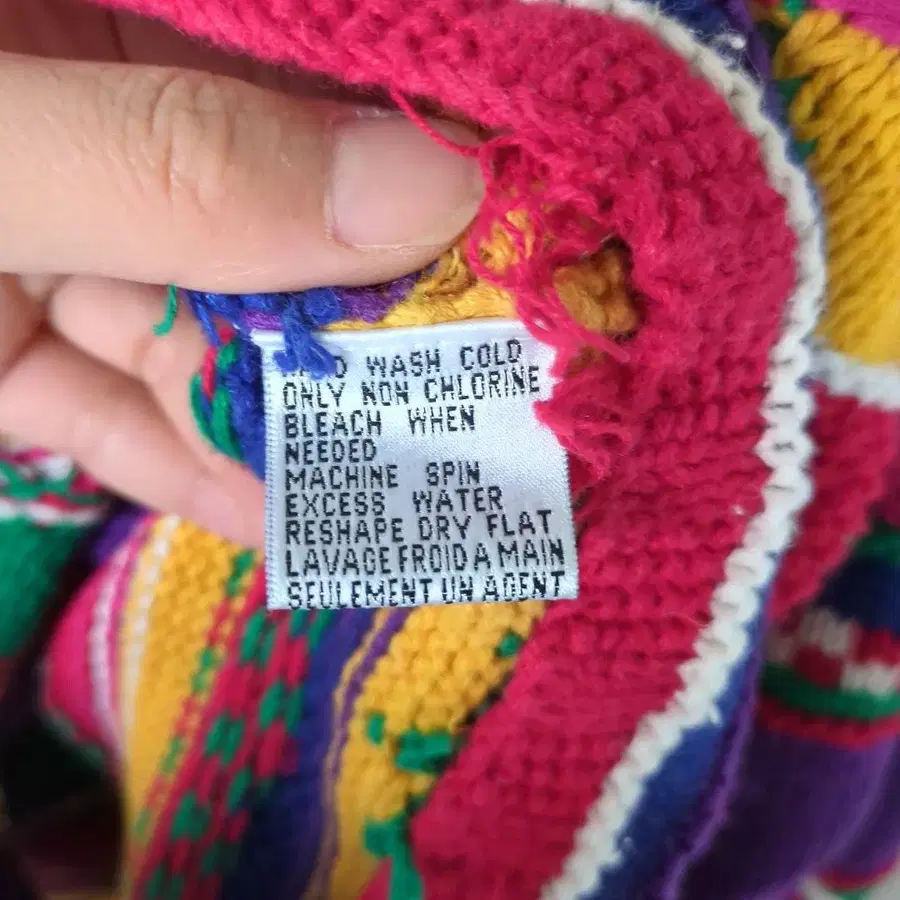 WASH COLD
ONLY NON CHLORINE
BLEACH WHEN
NEEDED
MACHINE SPIN
EXCESS WATER
RESHAPE DRY FLAT
LAVAGE FROID A MAIN
SEULEMENT UN AGENT